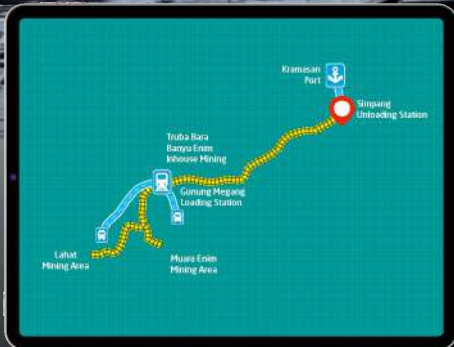 Kramasan
Port
Simpang
Unloading Station
Truba Bara
Banyu Enim
Inhouse Mining
Gunung Megang
Loading Station
Lahat
Mining Area
Muara Enim
Mining Area